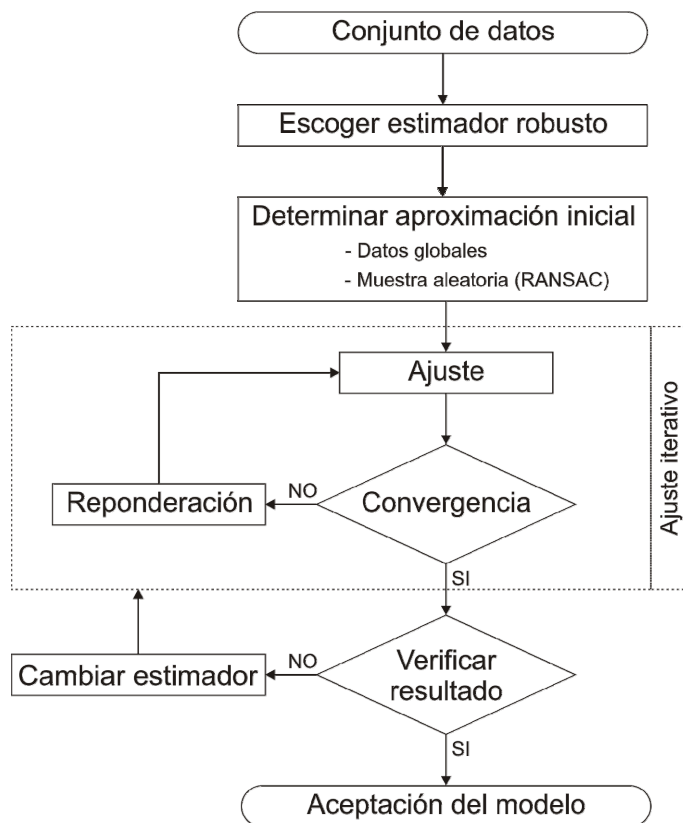 Conjunto de datos
Escoger estimador robusto
Determinar aproximación inicial
- Datos globales
- Muestra aleatoria (RANSAC)
Ajuste
Ajuste iterativo
Reponderación
NO
Convergencia
SI
Cambiar estimador
NO
Verificar
resultado
SI
Aceptación del modelo